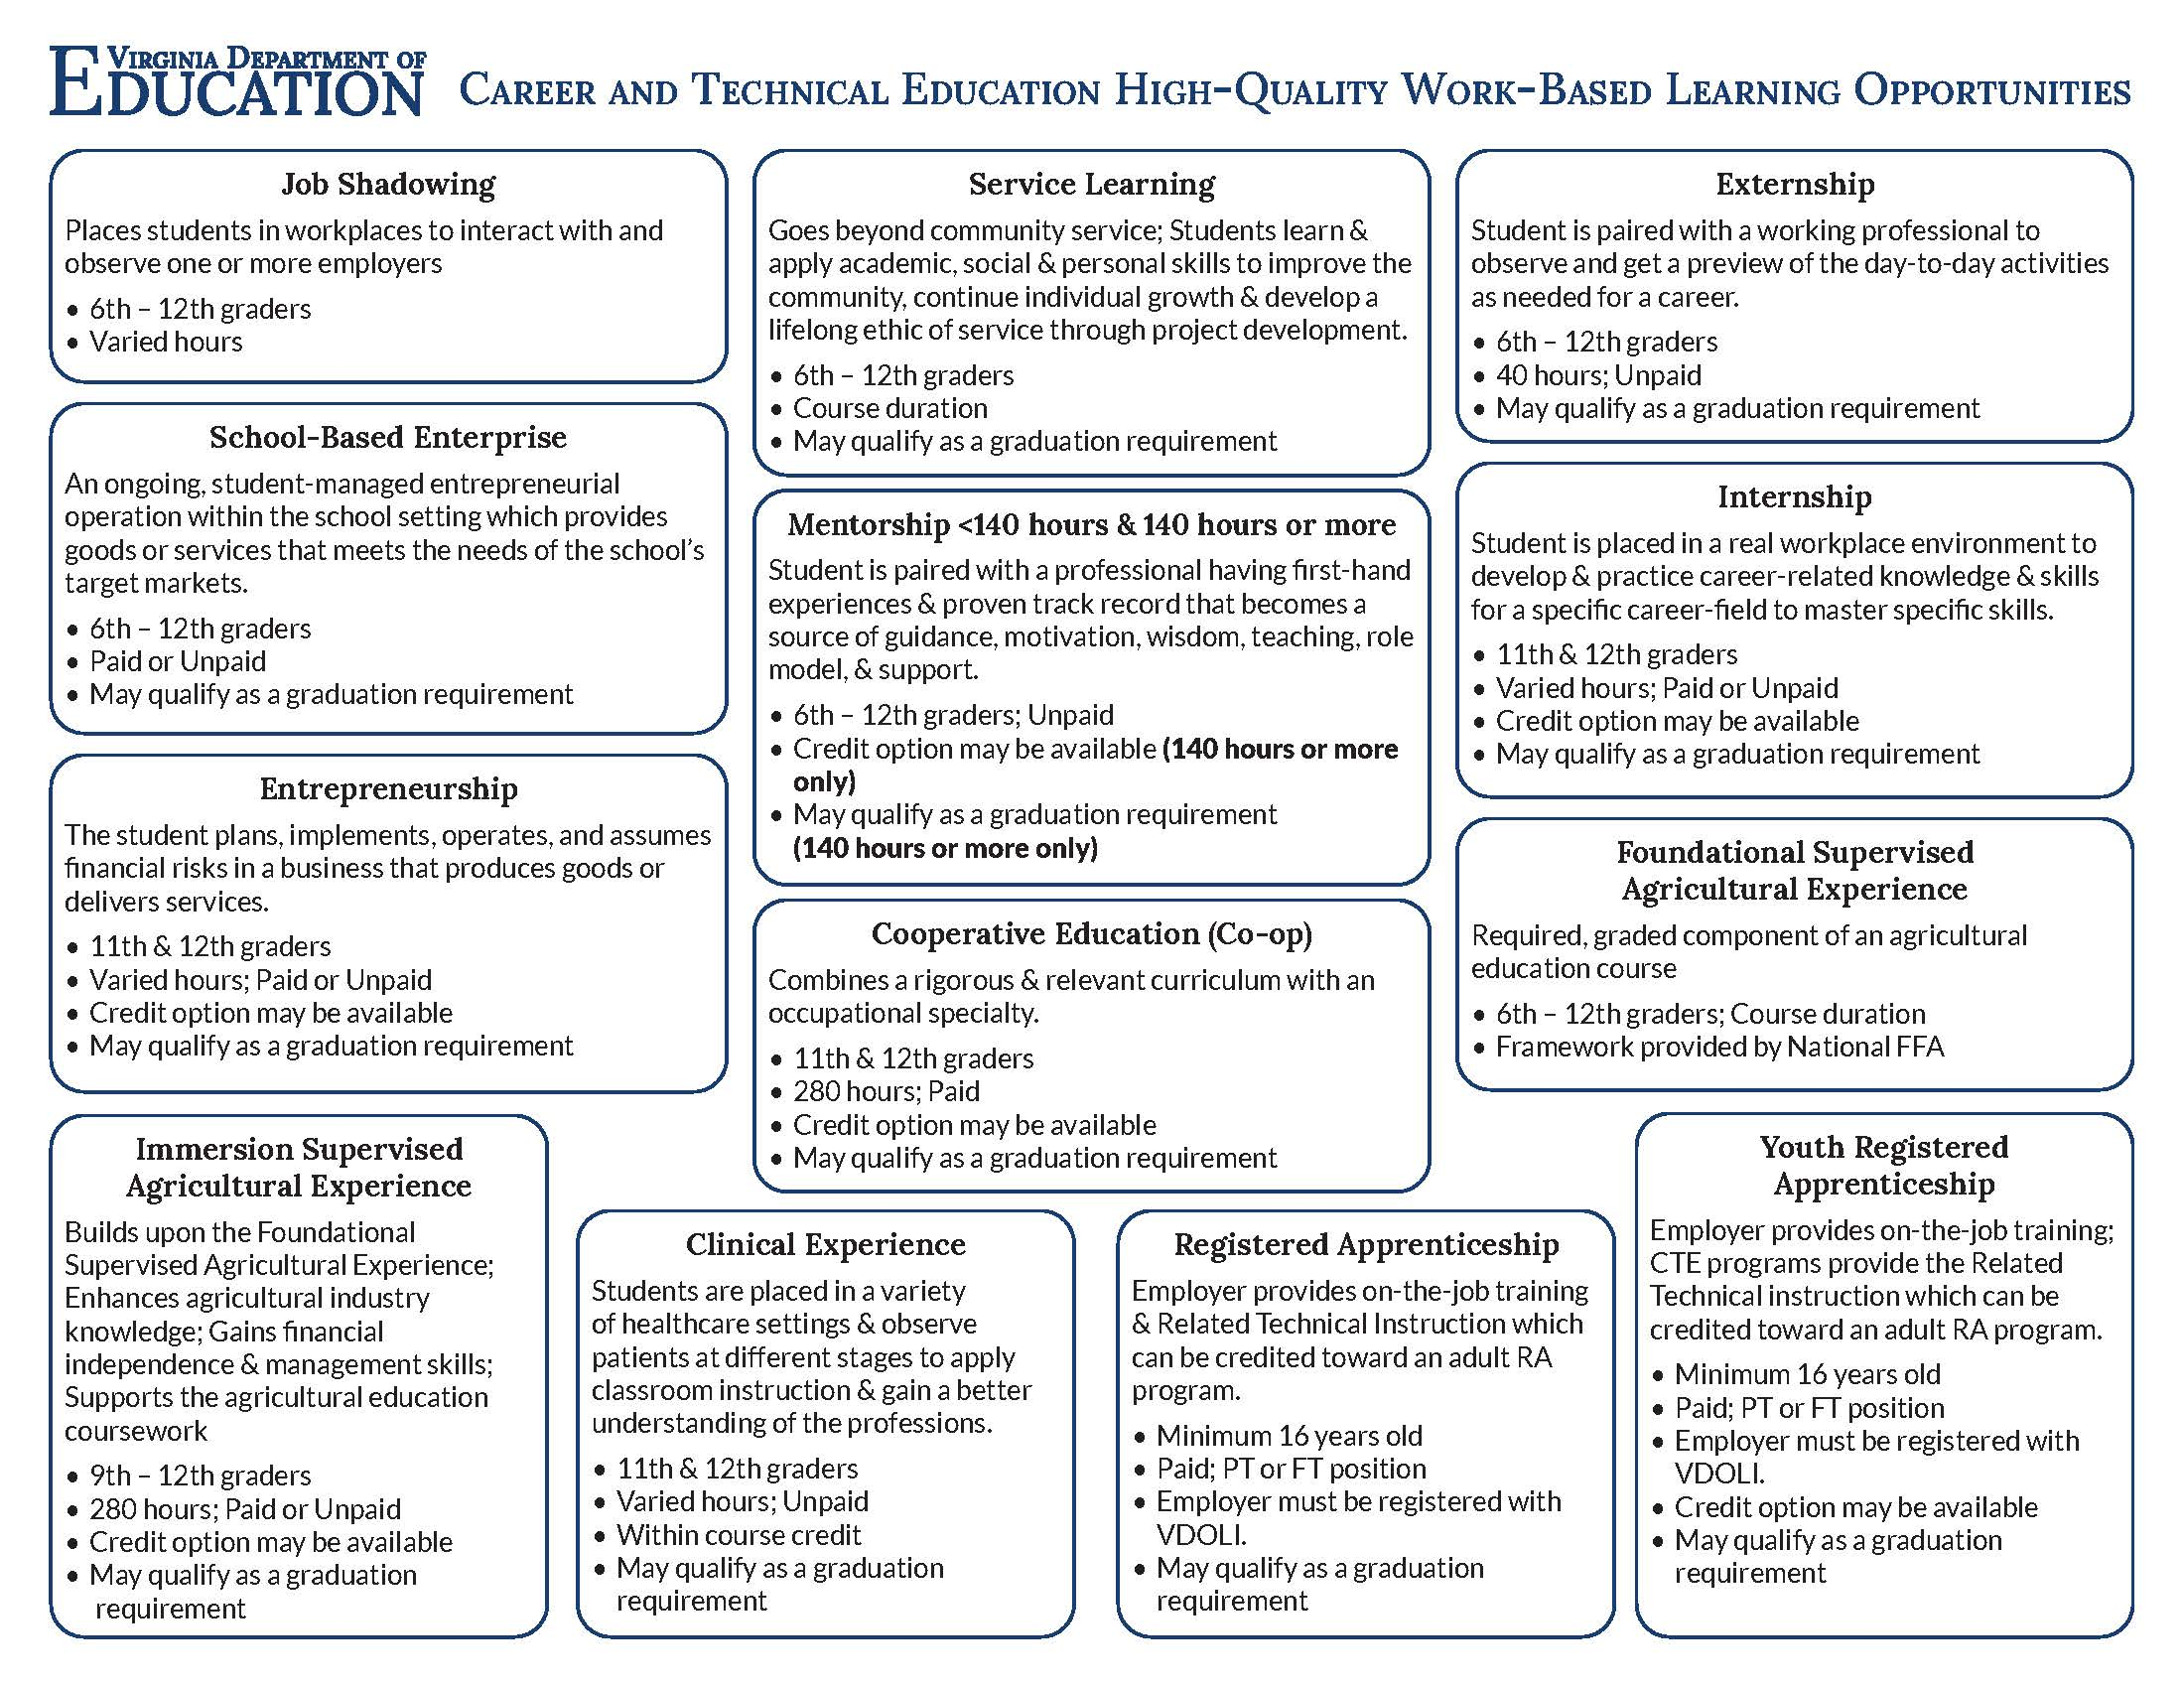 VIRGINIA DEPARTMENT OF
EDUCATION
CAREER AND TECHNICAL EDUCATION HIGH-QUALITY WORK-BASED LEARNING OPPORTUNITIES
Job Shadowing
Places students in workplaces to interact with and
observe one or more employers
• 6th – 12th graders
• Varied hours
School-Based Enterprise
An ongoing, student-managed entrepreneurial
operation within the school setting which provides
goods or services that meets the needs of the school's
target markets.
• 6th – 12th graders
• Paid or Unpaid
• May qualify as a graduation requirement
Entrepreneurship
The student plans, implements, operates, and assumes
financial risks in a business that produces goods or
delivers services.
• 11th & 12th graders
• Varied hours; Paid or Unpaid
• Credit option may be available
• May qualify as a graduation requirement
Immersion Supervised
Agricultural Experience
Builds upon the Foundational
Supervised Agricultural Experience;
Enhances agricultural industry
knowledge; Gains financial
independence & management skills;
Supports the agricultural education
coursework
• 9th – 12th graders
• 280 hours; Paid or Unpaid
• Credit option may be available
• May qualify as a graduation
requirement
Service Learning
Goes beyond community service; Students learn &
apply academic, social & personal skills to improve the
community, continue individual growth & develop a
lifelong ethic of service through project development.
• 6th – 12th graders
• Course duration
• May qualify as a graduation requirement
Mentorship <140 hours & 140 hours or more
Student is paired with a professional having first-hand
experiences & proven track record that becomes a
source of guidance, motivation, wisdom, teaching, role
model, & support.
• 6th – 12th graders; Unpaid
• Credit option may be available (140 hours or more
only)
• May qualify as a graduation requirement
(140 hours or more only)
Cooperative Education (Co-op)
Combines a rigorous & relevant curriculum with an
occupational specialty.
• 11th & 12th graders
• 280 hours; Paid
• Credit option may be available
• May qualify as a graduation requirement
Clinical Experience
Students are placed in a variety
of healthcare settings & observe
patients at different stages to apply
classroom instruction & gain a better
understanding of the professions.
• 11th & 12th graders
• Varied hours; Unpaid
• Within course credit
• May qualify as a graduation
requirement
Registered Apprenticeship
Employer provides on-the-job training
& Related Technical Instruction which
can be credited toward an adult RA
program.
• Minimum 16 years old
• Paid; PT or FT position
• Employer must be registered with
VDOLI.
• May qualify as a graduation
requirement
Externship
Student is paired with a working professional to
observe and get a preview of the day-to-day activities
as needed for a career.
• 6th – 12th graders
• 40 hours; Unpaid
• May qualify as a graduation requirement
Internship
Student is placed in a real workplace environment to
develop & practice career-related knowledge & skills
for a specific career-field to master specific skills.
• 11th & 12th graders
• Varied hours; Paid or Unpaid
• Credit option may be available
• May qualify as a graduation requirement
Foundational Supervised
Agricultural Experience
Required, graded component of an agricultural
education course
• 6th – 12th graders; Course duration
• Framework provided by National FFA
Youth Registered
Apprenticeship
Employer provides on-the-job training;
CTE programs provide the Related
Technical instruction which can be
credited toward an adult RA program.
• Minimum 16 years old
• Paid; PT or FT position
• Employer must be registered with
VDOLI.
• Credit option may be available
• May qualify as a graduation
requirement